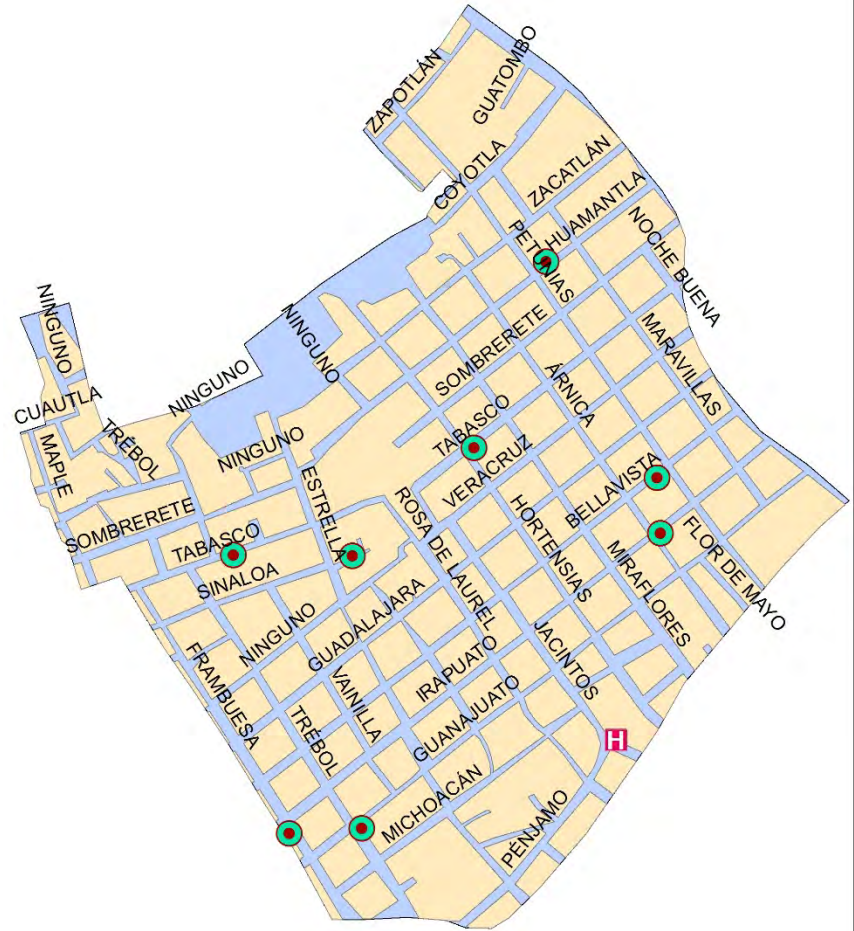 ZAPOTLÁN
GUATOMBO
COYOTLA
ZACATLÁN
HUAMANTLA
PETUNIAS
NOCHE BUENA
NINGUNO
NINGUNO
MARAVILLAS
SOMBRERETE
NINGUNO
CUAUTLA
ÁRNICA
TRÉBOL
TABASCO
NINGUNO
MAPLE
VERACRUZ
BELLAVISTA
ESTRELLA
ROSA DE LAUREL
HORTENSIAS
SOMBRERETE
TABASCO
FLOR DE MAYO
SINALOA
MIRAFLORES
NINGUNO
GUADALAJARA
JACINTOS
FRAMBUESA
VAINILLA
IRAPUATO
TRÉBOL
GUANAJUATO
H
MICHOACÁN
PÉNJAMO